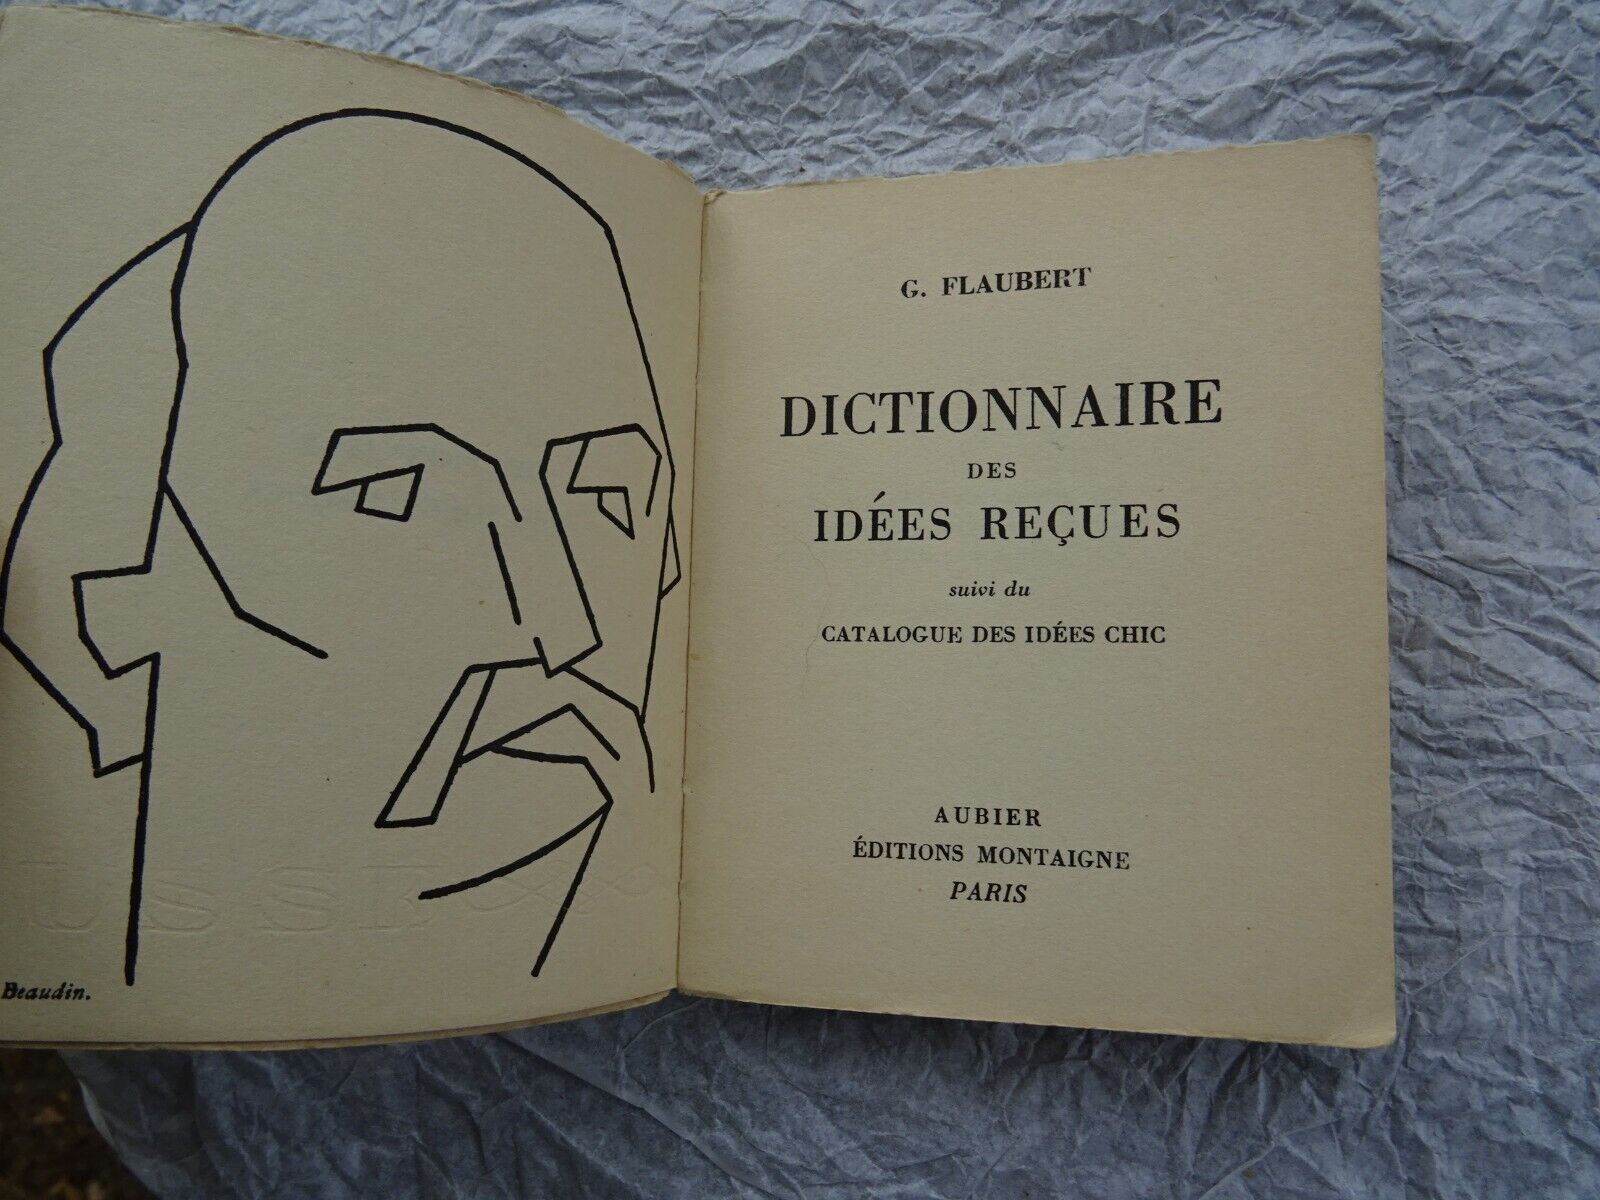 Beaudin.
G. FLAUBERT
DICTIONNAIRE
DES
IDÉES REÇUES
suivi du
CATALOGUE DES IDÉES CHIC
AUBIER
ÉDITIONS MONTAIGNE
PARIS